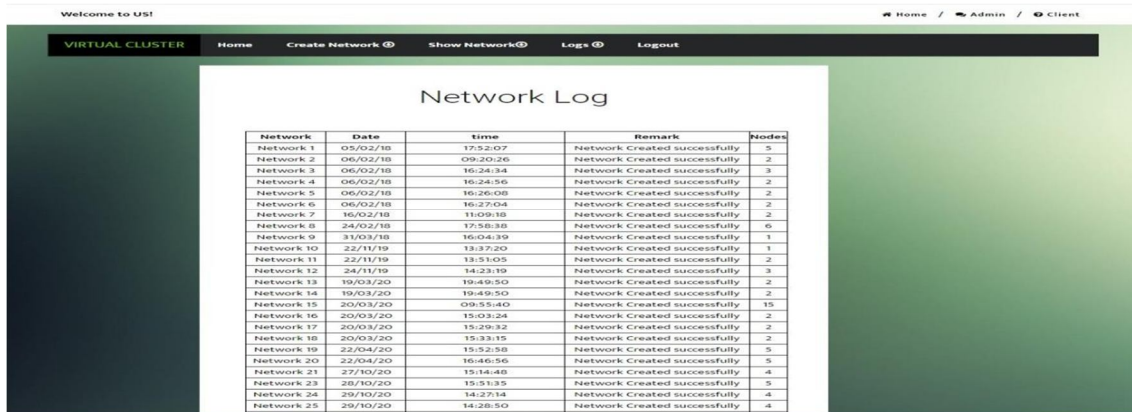 Welcome to US!
Home / Admin / Client
VIRTUAL CLUSTER Home Create Network Show Network Logs Logout
Network Log
Network Date time Remark Nodes
Network 1 05/02/18 17:52:07 Network Created successfully 5
Network 2 06/02/18 09:20:26 Network Created successfully 2
Network 3 06/02/18 16:24:34 Network Created successfully 3
Network 4 06/02/18 16:24:56 Network Created successfully 2
Network 5 06/02/18 16:26:08 Network Created successfully 2
Network 6 06/02/18 16:27:04 Network Created successfully 2
Network 7 16/02/18 11:09:18 Network Created successfully 2
Network 8 24/02/18 17:58:38 Network Created successfully 6
Network 9 31/03/18 16:04:39 Network Created successfully 1
Network 10 22/11/19 13:37:20 Network Created successfully 1
Network 11 22/11/19 13:51:05 Network Created successfully 2
Network 12 24/11/19 14:23:19 Network Created successfully 3
Network 13 19/03/20 19:49:50 Network Created successfully 2
Network 14 19/03/20 19:49:50 Network Created successfully 2
Network 15 20/03/20 09:55:40 Network Created successfully 15
Network 16 20/03/20 15:03:24 Network Created successfully 2
Network 17 20/03/20 15:29:32 Network Created successfully 2
Network 18 20/03/20 15:33:15 Network Created successfully 2
Network 19 22/04/20 15:52:58 Network Created successfully 5
Network 20 22/04/20 16:46:56 Network Created successfully 5
Network 21 27/10/20 15:14:48 Network Created successfully 4
Network 23 28/10/20 15:51:35 Network Created successfully 5
Network 24 29/10/20 14:27:14 Network Created successfully 4
Network 25 29/10/20 14:28:50 Network Created successfully 4